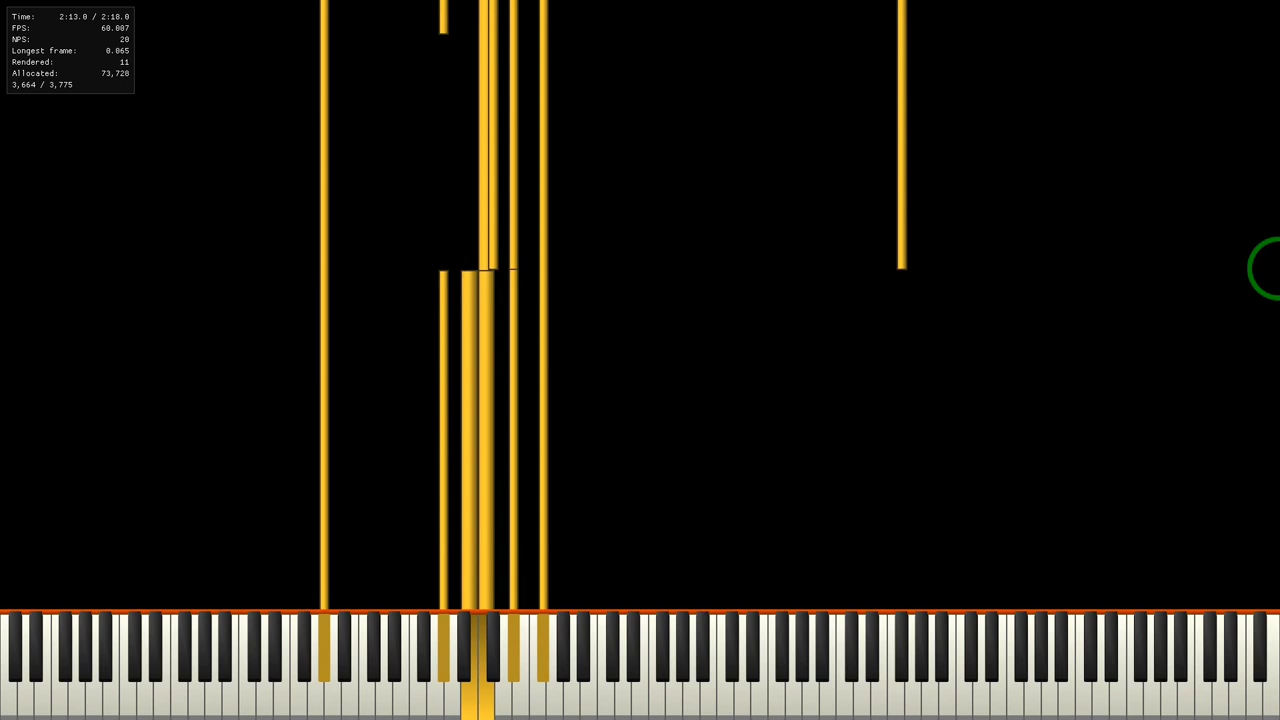 Time: 2:13.0 / 2:18.0
FPS: 60.007
NPS: 20
Longest frame: 0.065
Rendered: 11
Allocated: 73,728
3,664 / 3,775